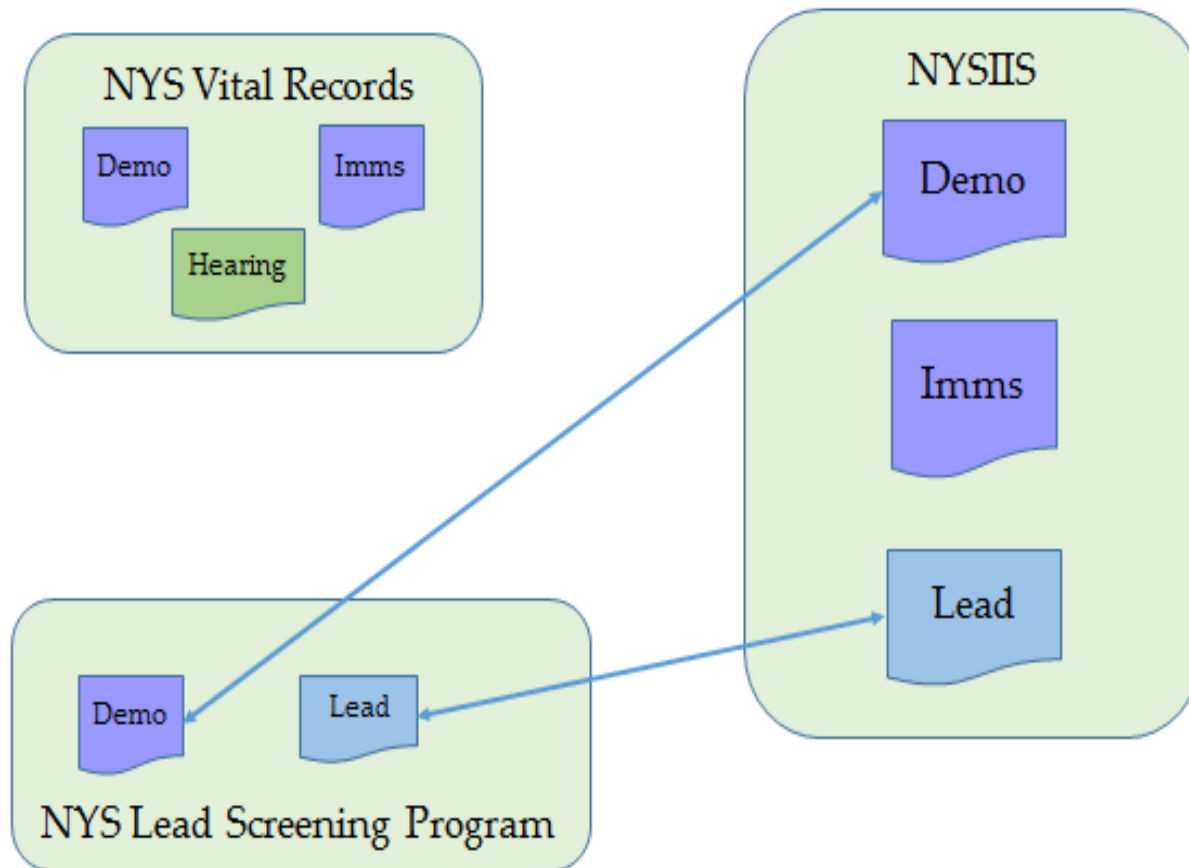 NYS Vital Records
Demo
Imms
Hearing
NYSIIS
Demo
Imms
Lead
Demo
Lead
NYS Lead Screening Program